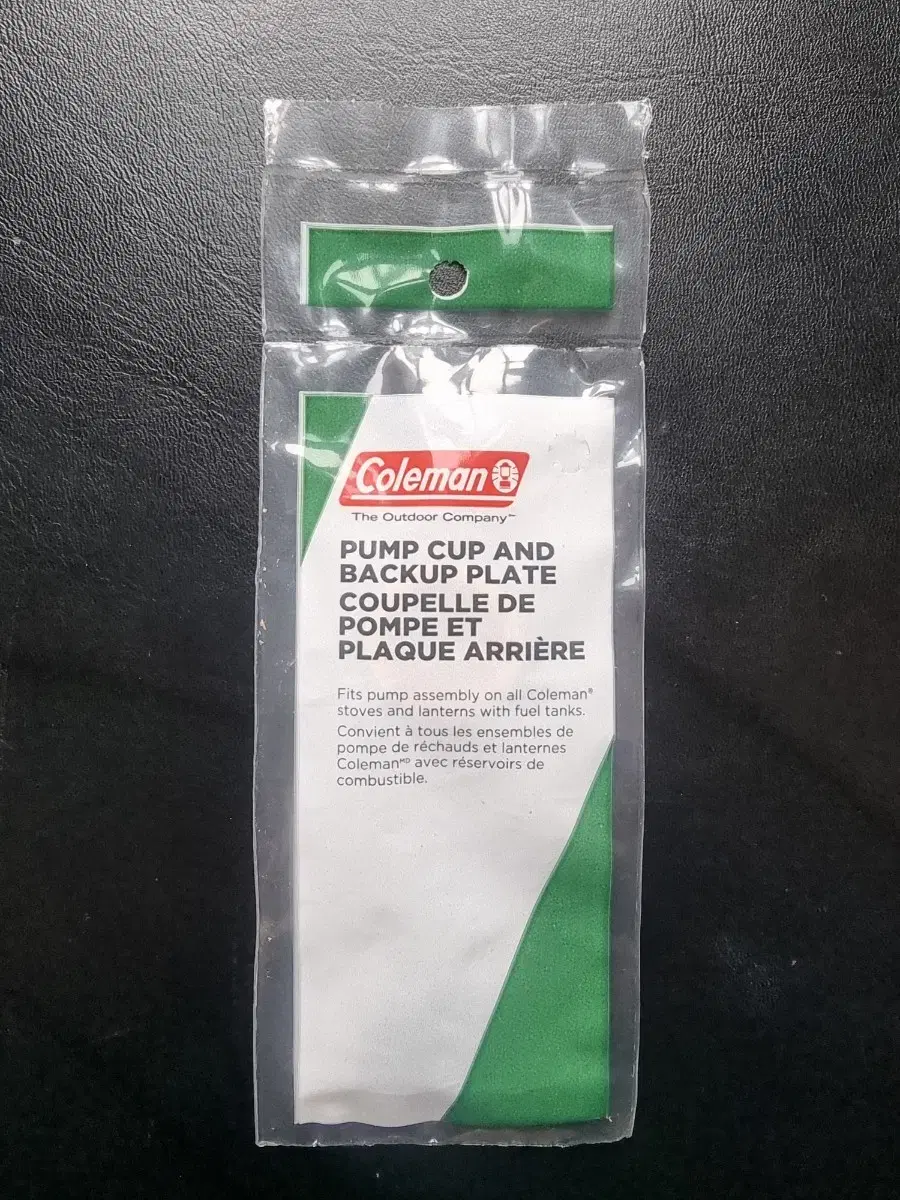 Coleman
The Outdoor Company™
PUMP CUP AND
BACKUP PLATE
COUPELLE DE
POMPE ET
PLAQUE ARRIÈRE
Fits pump assembly on all Coleman®
stoves and lanterns with fuel tanks.
Convient à tous les ensembles de
pompe de réchauds et lanternes
Coleman ᴹᴰ avec réservoirs de
combustible.